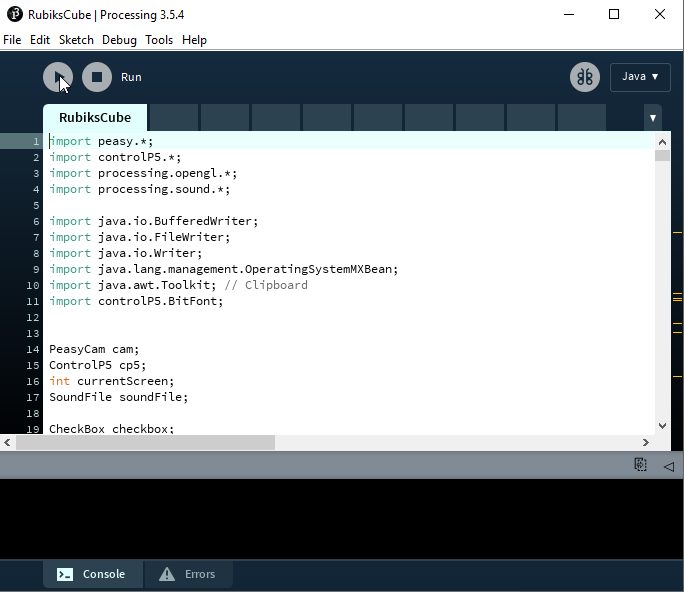 RubiksCube | Processing 3.5.4
File Edit Sketch Debug Tools Help
Run
Java ▼
RubiksCube
▼
1 import peasy.*;
2 import controlP5.*;
3 import processing.opengl.*;
4 import processing.sound.*;
5
6 import java.io.BufferedWriter;
7 import java.io.FileWriter;
8 import java.io.Writer;
9 import java.lang.management.OperatingSystemMXBean;
10 import java.awt.Toolkit; // Clipboard
11 import controlP5.BitFont;
12
13
14 PeasyCam cam;
15 ControlP5 cp5;
16 int currentScreen;
17 SoundFile soundFile;
18
19 CheckBox checkbox;
Console Errors